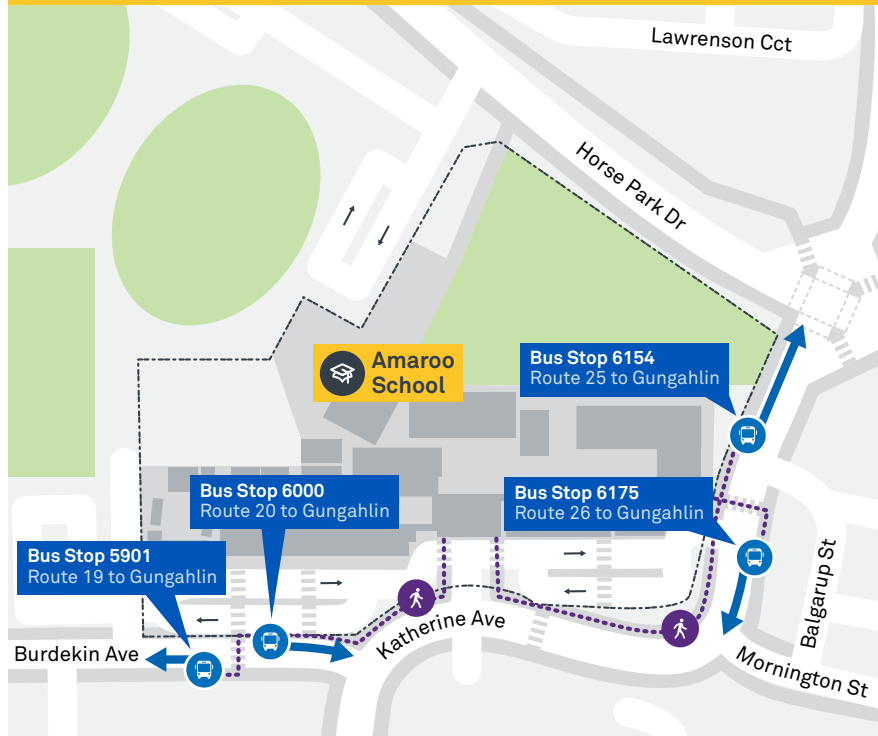 Lawrenson Cct
Horse Park Dr
Amaroo
School
Bus Stop 6154
Route 25 to Gungahlin
Bus Stop 6000
Route 20 to Gungahlin
Bus Stop 6175
Route 26 to Gungahlin
Bus Stop 5901
Route 19 to Gungahlin
Balgarup St
Katherine Ave
Burdekin Ave
Mornington St